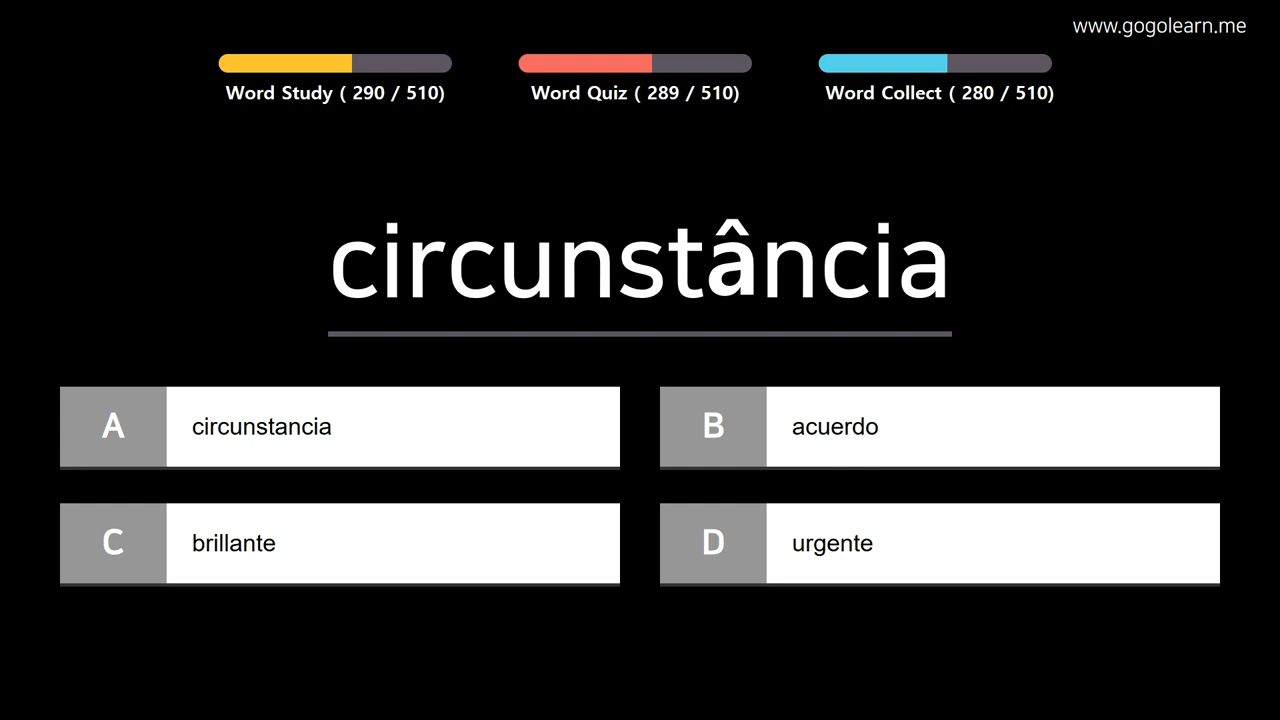 www.gogolearn.me
Word Study ( 290 / 510)
Word Quiz ( 289 / 510)
Word Collect ( 280 / 510)
circunstância
A circunstancia
B acuerdo
C brillante
D urgente